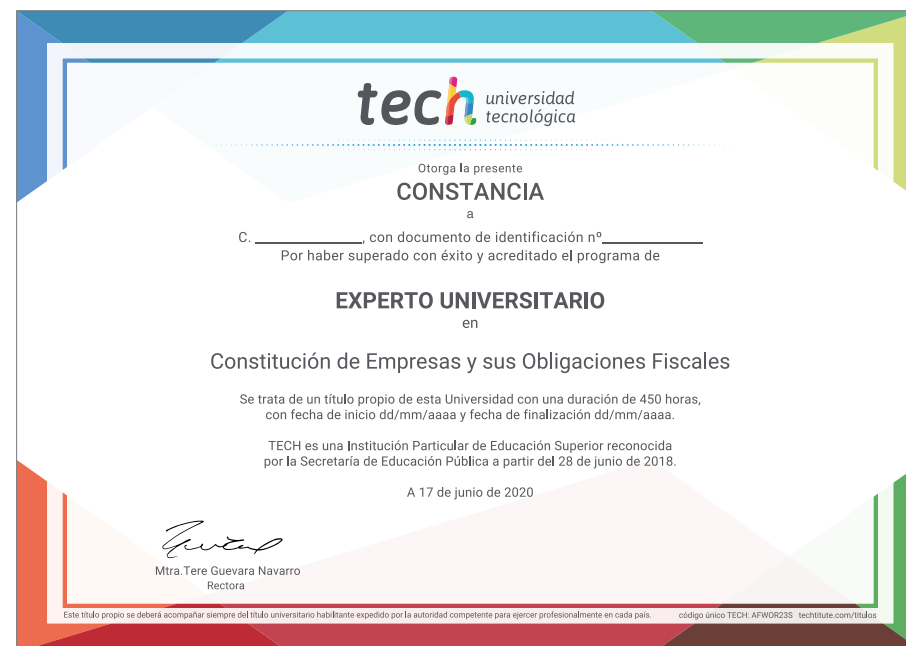 tech universidad
tecnológica
Otorga la presente
CONSTANCIA
a
C. ____________, con documento de identificación nº____________
Por haber superado con éxito y acreditado el programa de
EXPERTO UNIVERSITARIO
en
Constitución de Empresas y sus Obligaciones Fiscales
Se trata de un título propio de esta Universidad con una duración de 450 horas,
con fecha de inicio dd/mm/aaaa y fecha de finalización dd/mm/aaaa.
TECH es una Institución Particular de Educación Superior reconocida
por la Secretaría de Educación Pública a partir del 28 de junio de 2018.
A 17 de junio de 2020
Mtra.Tere Guevara Navarro
Rectora
Este título propio se deberá acompañar siempre del título universitario habilitante expedido por la autoridad competente para ejercer profesionalmente en cada país. código único TECH: AFWOR23S techtitute.com/titulos